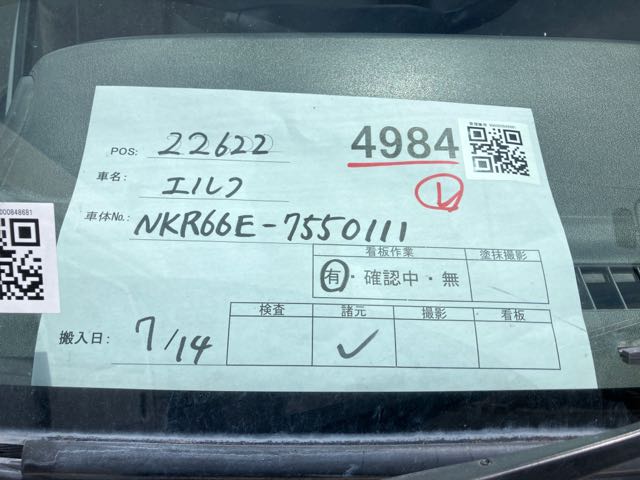 POS: 22622
4984
車名: エルフ
①
000848681
車体No.: NKR66E-7550111
看板作業 塗抹撮影
有・確認中・無
検査 諸元 撮影 看板
搬入日: 7/14 ✓